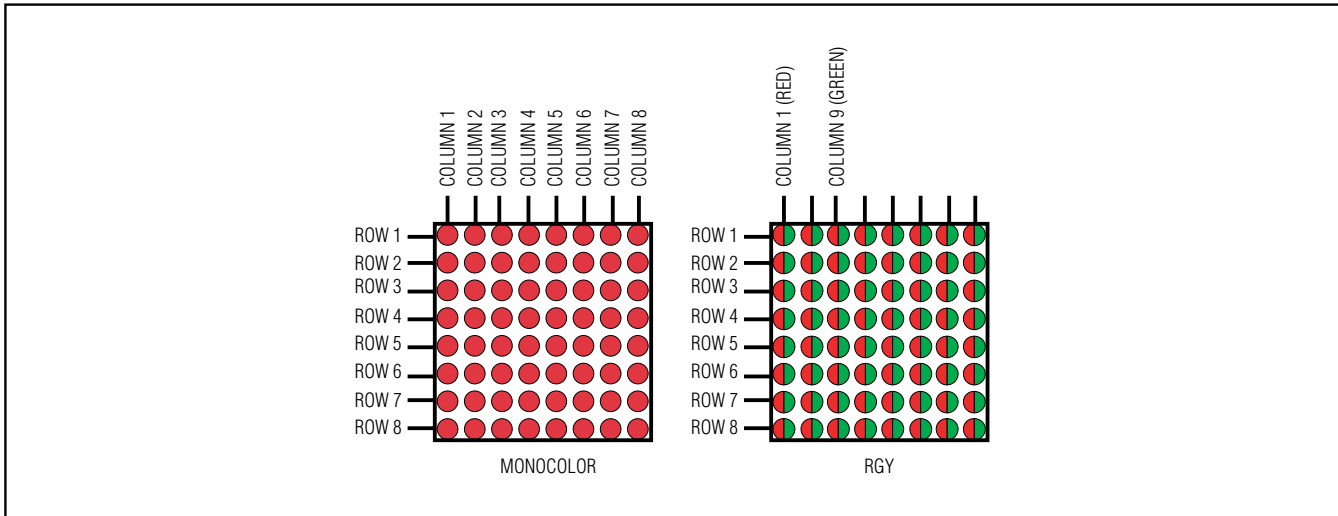 COLUMN 1
COLUMN 2
COLUMN 3
COLUMN 4
COLUMN 5
COLUMN 6
COLUMN 7
COLUMN 8
ROW 1
ROW 2
ROW 3
ROW 4
ROW 5
ROW 6
ROW 7
ROW 8
MONOCOLOR
COLUMN 1 (RED)
COLUMN 9 (GREEN)
ROW 1
ROW 2
ROW 3
ROW 4
ROW 5
ROW 6
ROW 7
ROW 8
RGY